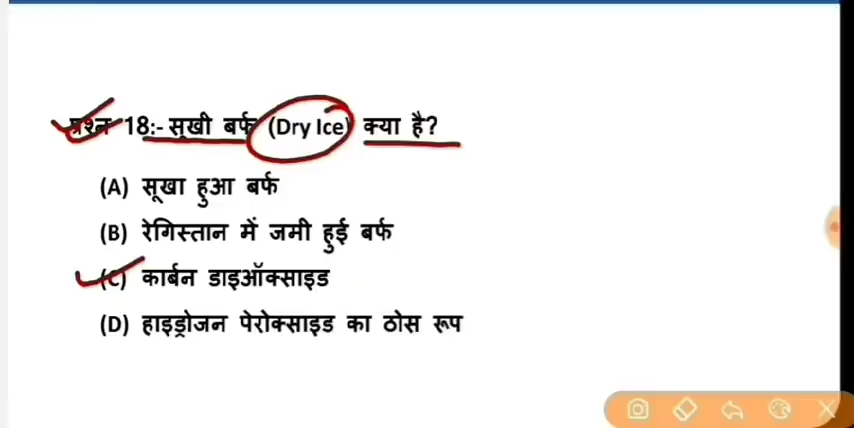 प्रश्न 18:- सूखी बर्फ (Dry Ice) क्या है?
(A) सूखा हुआ बर्फ
(B) रेगिस्तान में जमी हुई बर्फ
(C) कार्बन डाइऑक्साइड
(D) हाइड्रोजन पेरोक्साइड का ठोस रूप